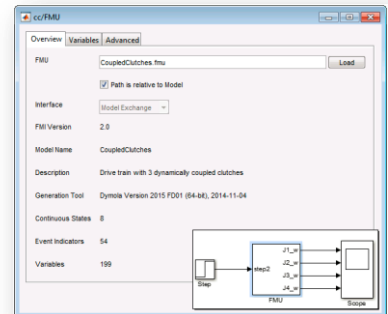 cc/FMU
Overview Variables Advanced
FMU CoupledClutches.fmu Load
Path is relative to Model
Interface Model Exchange
FMI Version 2.0
Model Name CoupledClutches
Description Drive train with 3 dynamically coupled clutches
Generation Tool Dymola Version 2015 FD01 (64-bit), 2014-11-04
Continuous States 8
Event Indicators 54
Variables 199
J1_w
J2_w
step2
J3_w
J4_w
Step
FMU
Scope